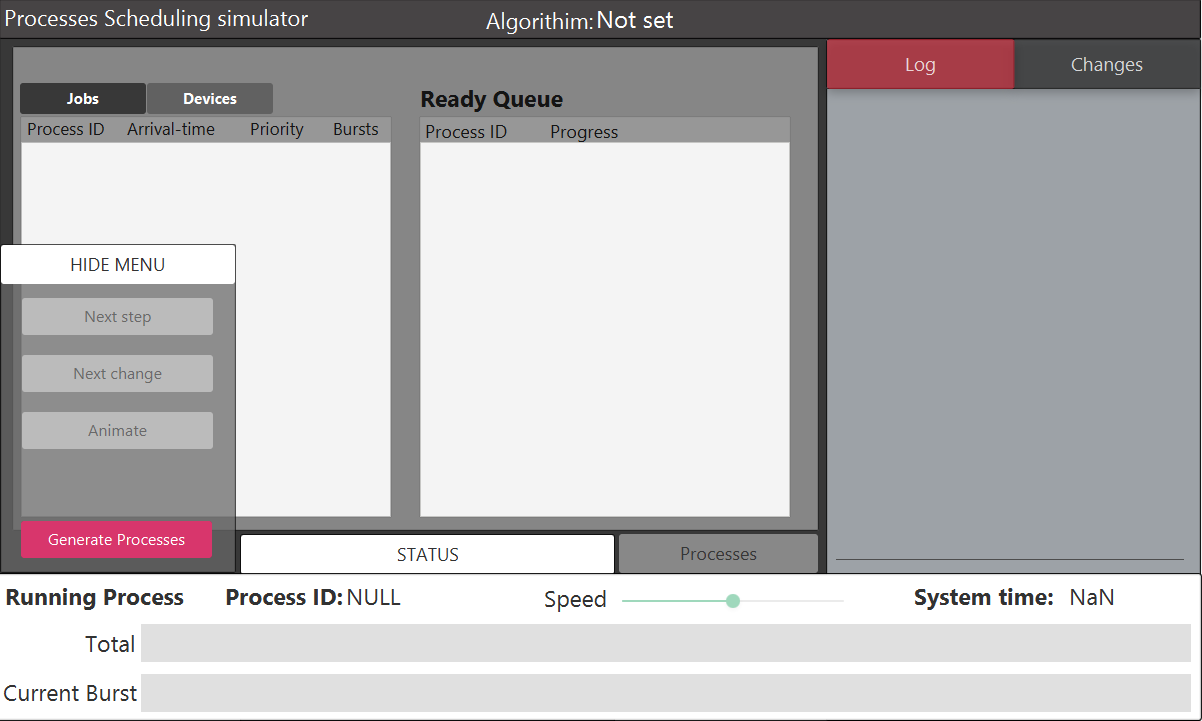 Processes Scheduling simulator
Algorithim: Not set
Log
Changes
Jobs
Devices
Ready Queue
Process ID Arrival-time Priority Bursts
Process ID Progress
HIDE MENU
Next step
Next change
Animate
Generate Processes
STATUS
Processes
Running Process
Process ID: NULL
Speed
System time: NaN
Total
Current Burst